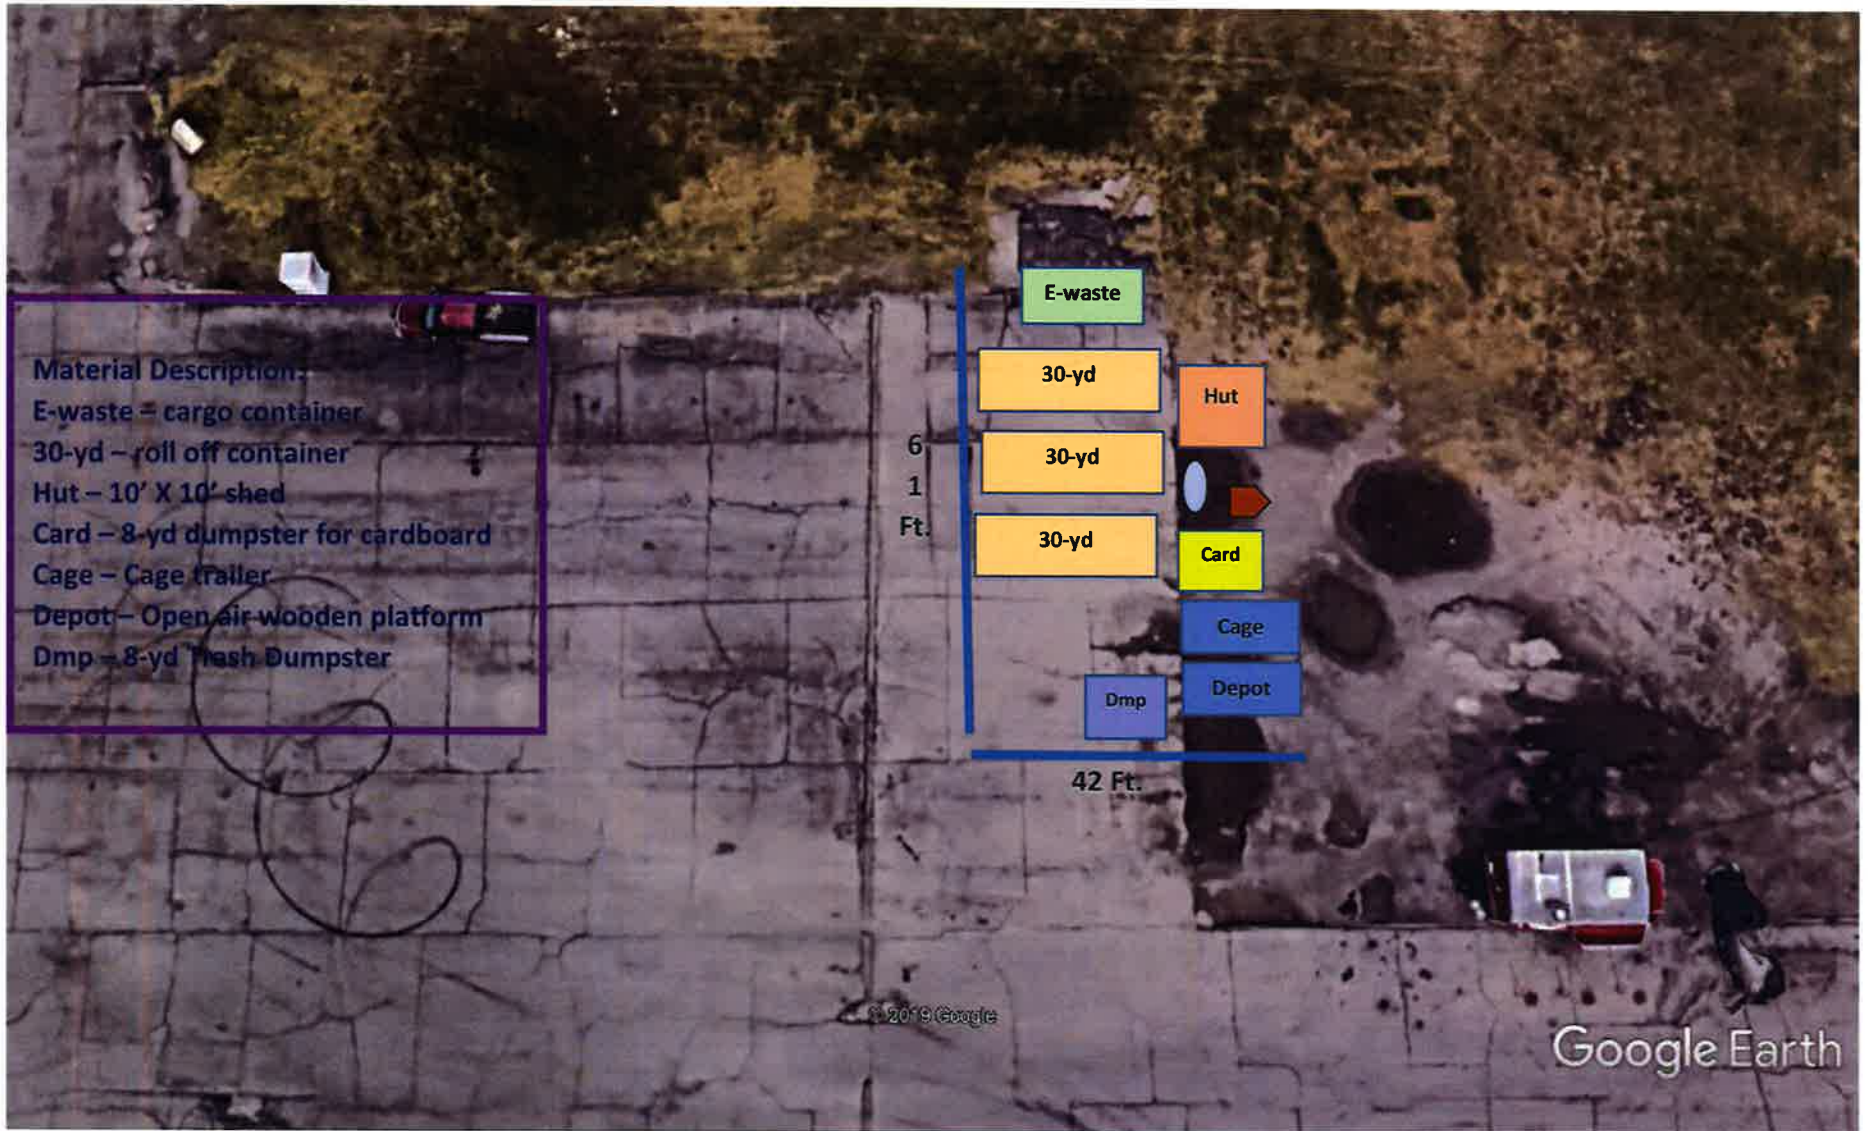 Material Description:
E-waste – cargo container
30-yd – roll off container
Hut – 10' X 10' shed
Card – 8-yd dumpster for cardboard
Cage – Cage trailer
Depot – Open air wooden platform
Dmp – 8-yd Trash Dumpster
E-waste
30-yd
Hut
30-yd
30-yd
Card
Cage
Depot
Dmp
6
1
Ft.
42 Ft.
© 2019 Google
Google Earth